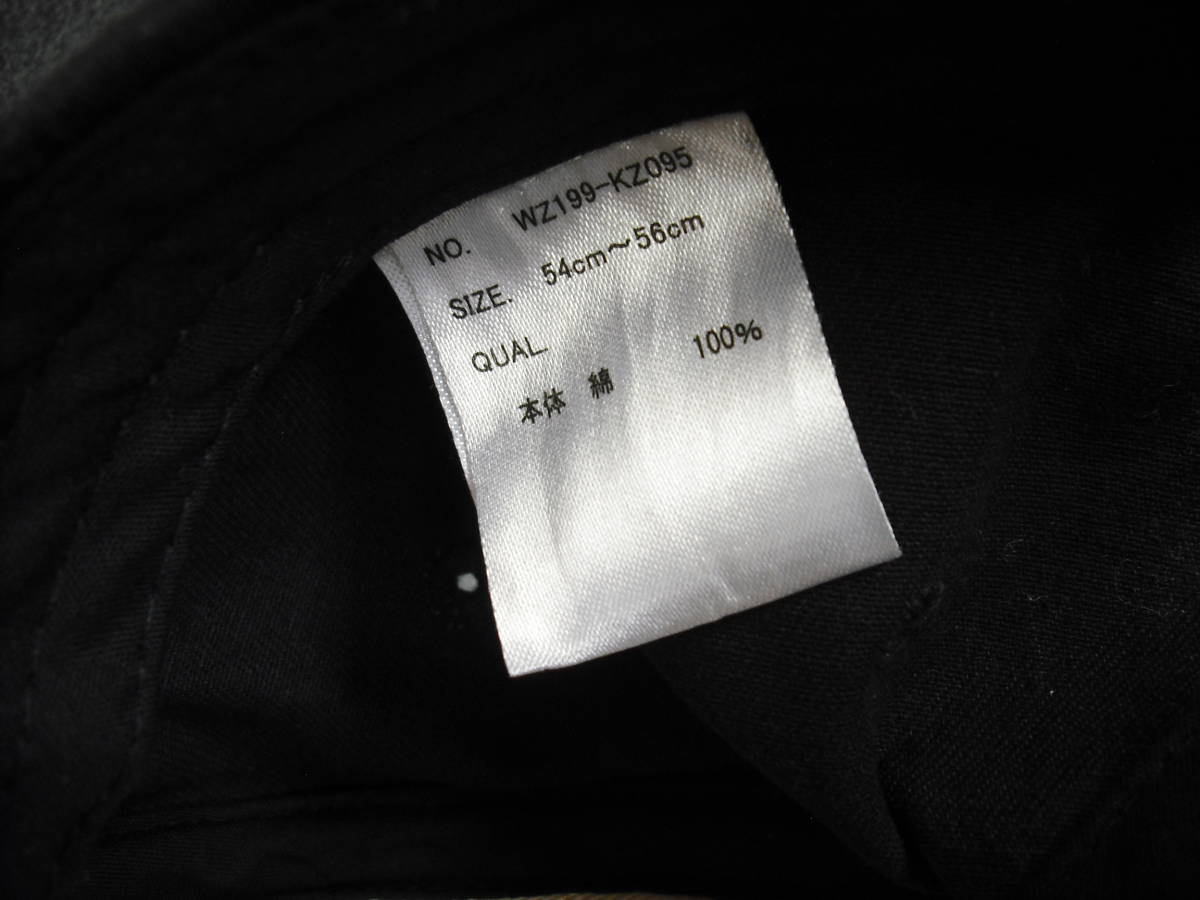 NO. WZ199-KZ095
SIZE. 54cm～56cm
QUAL.
本体 綿 100%